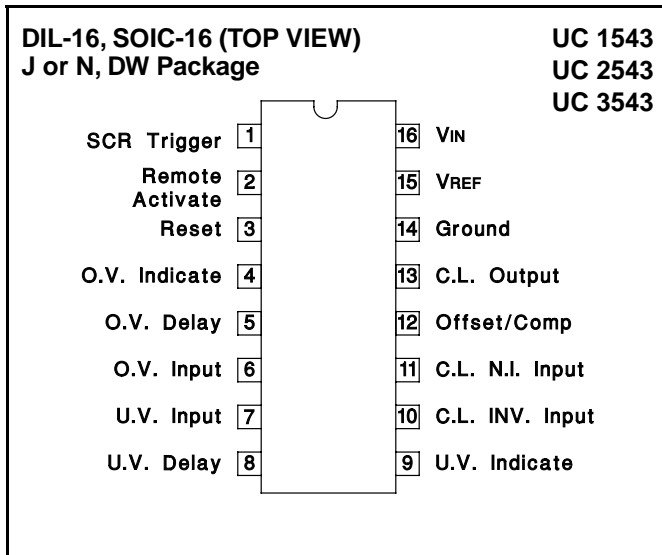 DIL-16, SOIC-16 (TOP VIEW)
J or N, DW Package
UC 1543
UC 2543
UC 3543
SCR Trigger 1
Remote Activate 2
Reset 3
O.V. Indicate 4
O.V. Delay 5
O.V. Input 6
U.V. Input 7
U.V. Delay 8
16 VIN
15 VREF
14 Ground
13 C.L. Output
12 Offset/Comp
11 C.L. N.I. Input
10 C.L. INV. Input
9 U.V. Indicate